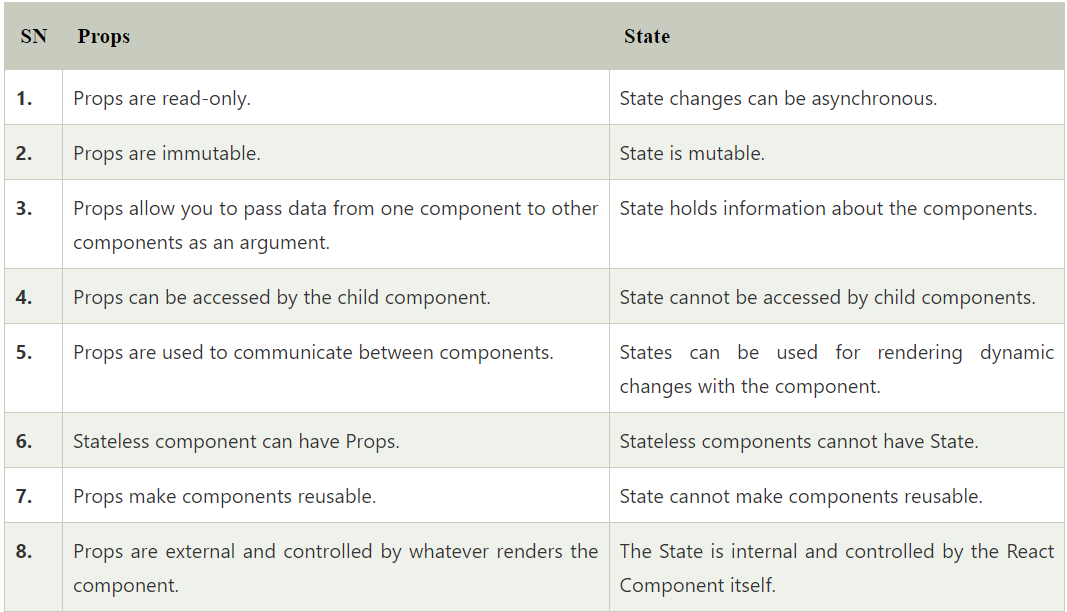 SN Props State
1. Props are read-only. State changes can be asynchronous.
2. Props are immutable. State is mutable.
3. Props allow you to pass data from one component to other State holds information about the components.
components as an argument.
4. Props can be accessed by the child component. State cannot be accessed by child components.
5. Props are used to communicate between components. States can be used for rendering dynamic
changes with the component.
6. Stateless component can have Props. Stateless components cannot have State.
7. Props make components reusable. State cannot make components reusable.
8. Props are external and controlled by whatever renders the The State is internal and controlled by the React
component. Component itself.